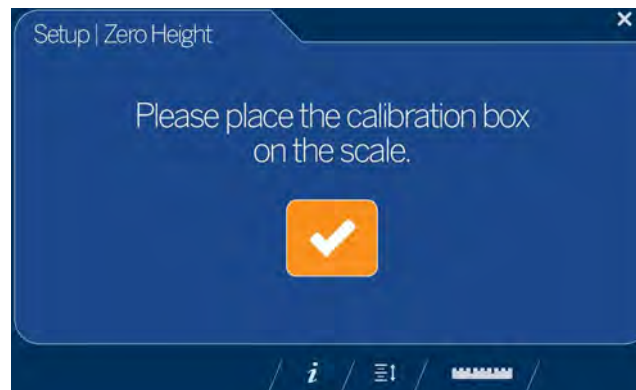 Setup | Zero Height
Please place the calibration box
on the scale.
i